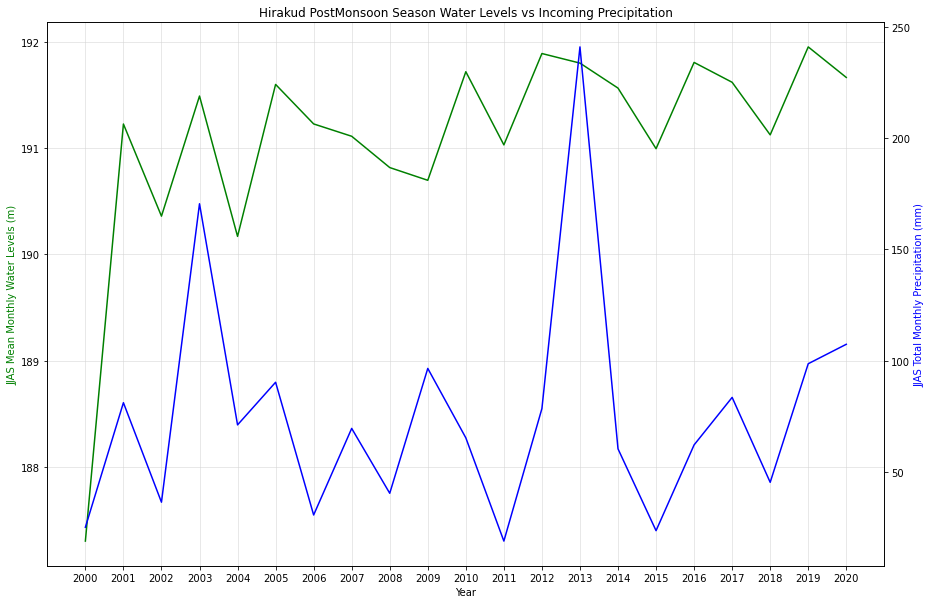 Hirakud PostMonsoon Season Water Levels vs Incoming Precipitation
JJAS Mean Monthly Water Levels (m)
192
191
190
189
188
250
200
150
100
50
JJAS Total Monthly Precipitation (mm)
2000 2001 2002 2003 2004 2005 2006 2007 2008 2009 2010 2011 2012 2013 2014 2015 2016 2017 2018 2019 2020
Year